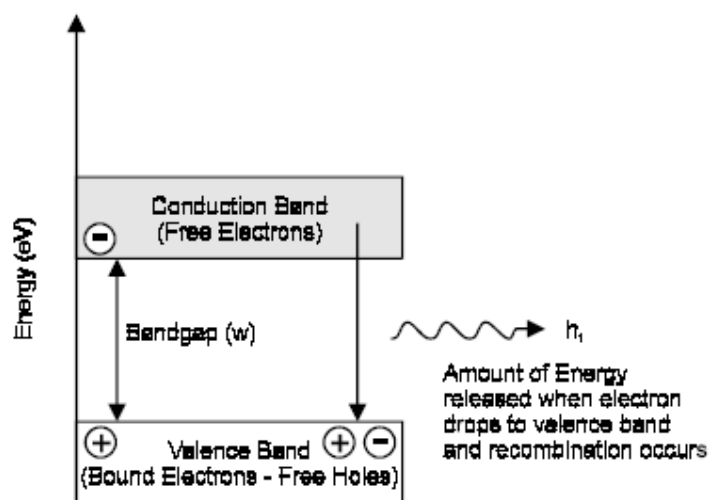 Energy (eV)
Conduction Band
(Free Electrons)
−
Bandgap (w)
h₁
Amount of Energy
released when electron
drops to valence band
and recombination occurs
+
Valence Band
+ −
(Bound Electrons - Free Holes)